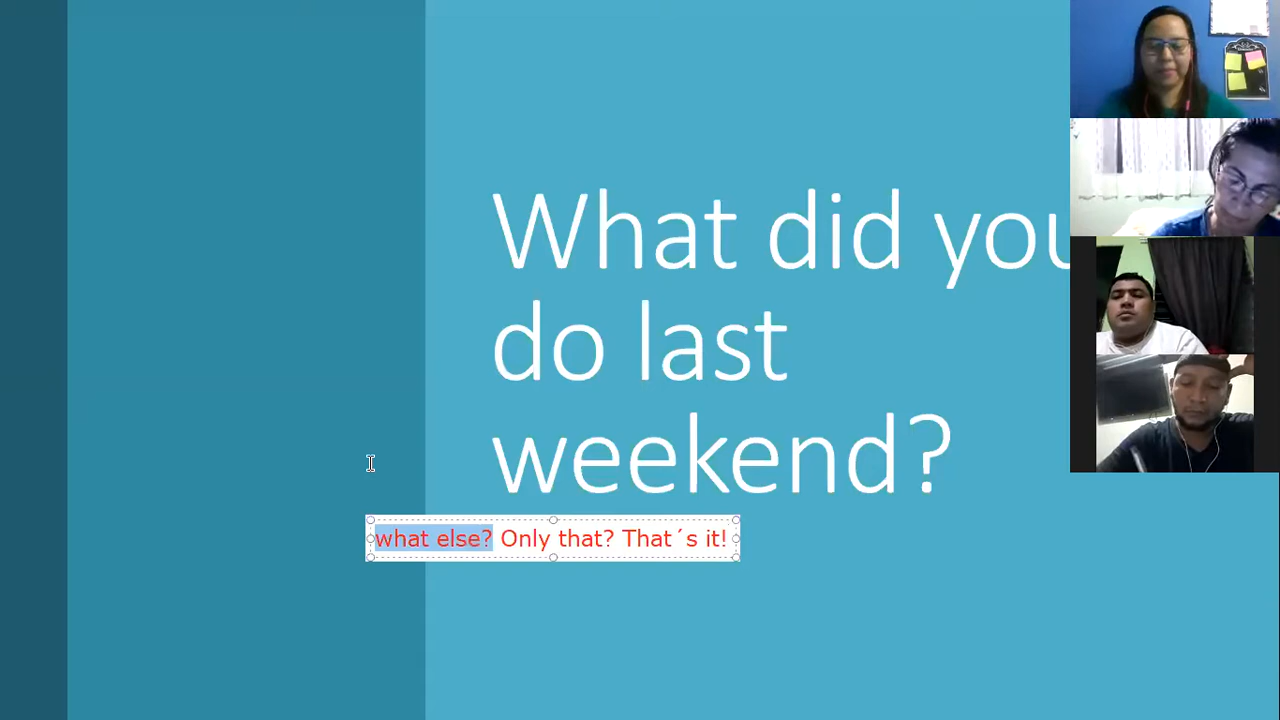 What did you
do last
weekend?
what else? Only that? That´s it!